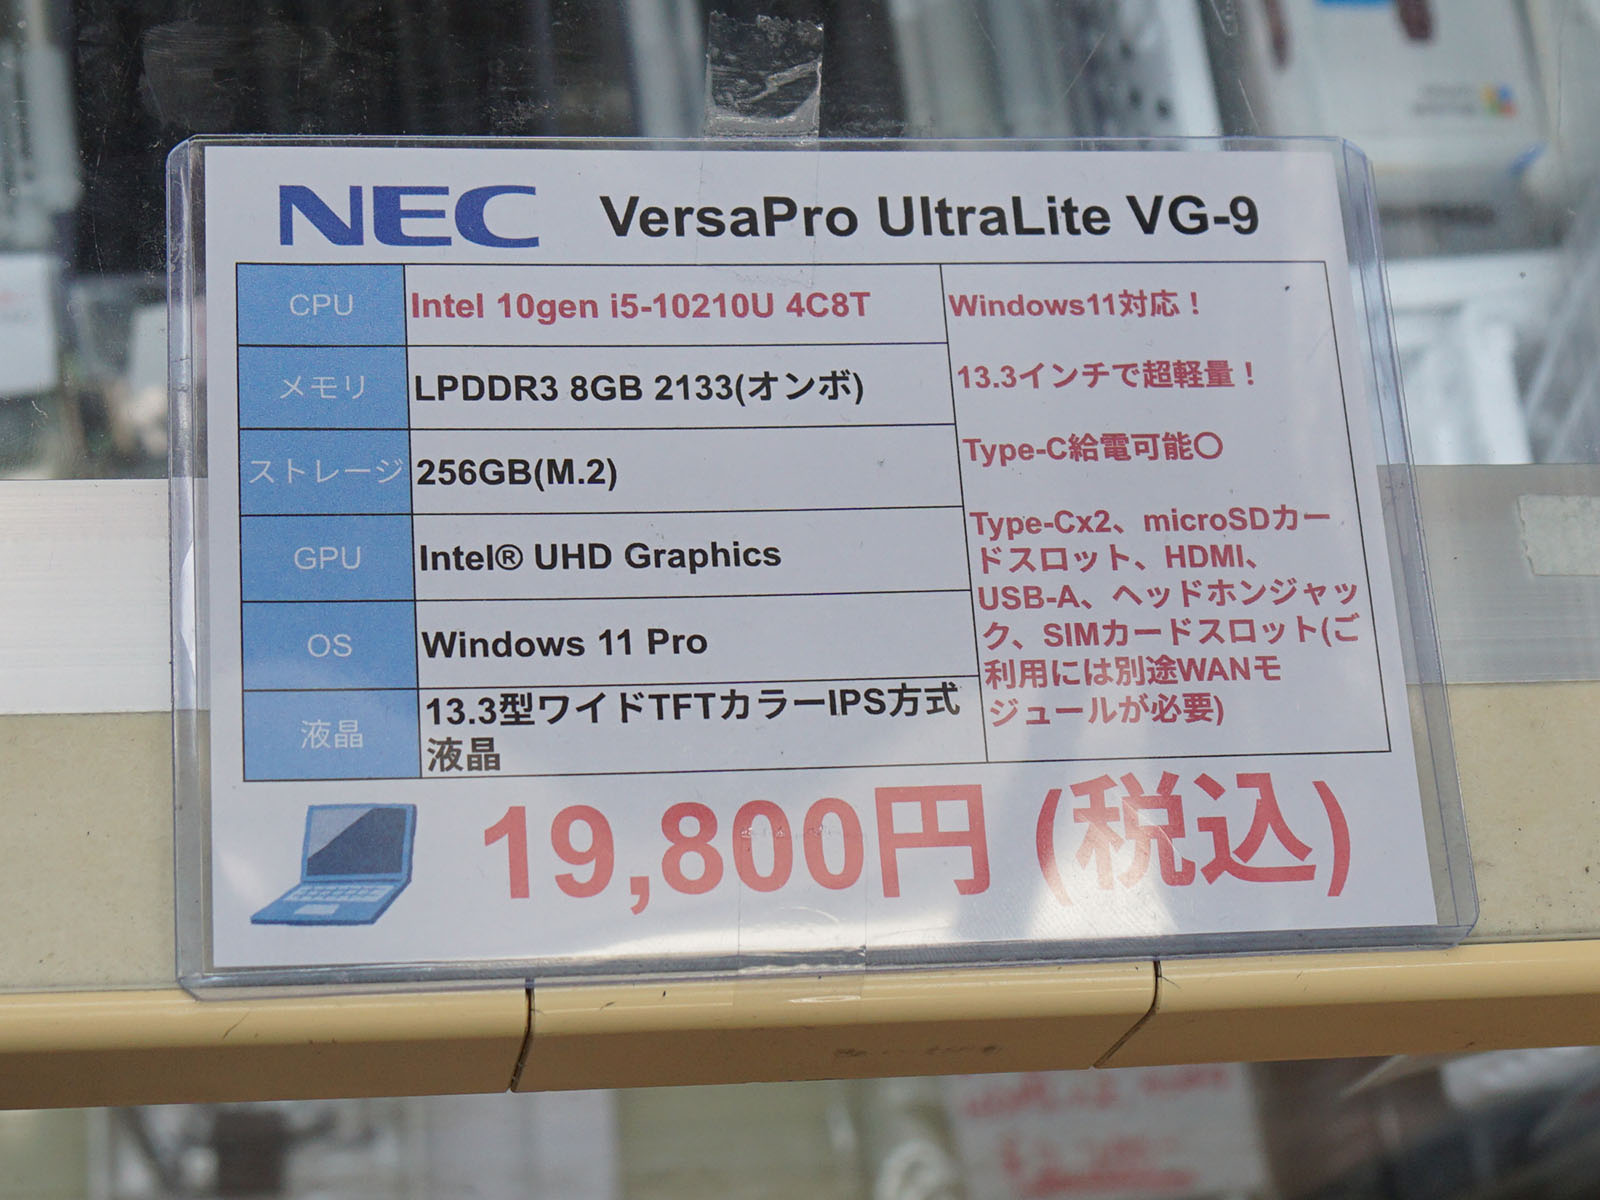 NEC VersaPro UltraLite VG-9
CPU Intel 10gen i5-10210U 4C8T
メモリ LPDDR3 8GB 2133(オンボ)
ストレージ 256GB(M.2)
GPU Intel® UHD Graphics
OS Windows 11 Pro
液晶 13.3型ワイドTFTカラーIPS方式
液晶
Windows11対応！
13.3インチで超軽量！
Type-C給電可能〇
Type-Cx2、microSDカー
ドスロット、HDMI、
USB-A、ヘッドホンジャッ
ク、SIMカードスロット(ご
利用には別途WANモ
ジュールが必要)
19,800円 (税込)